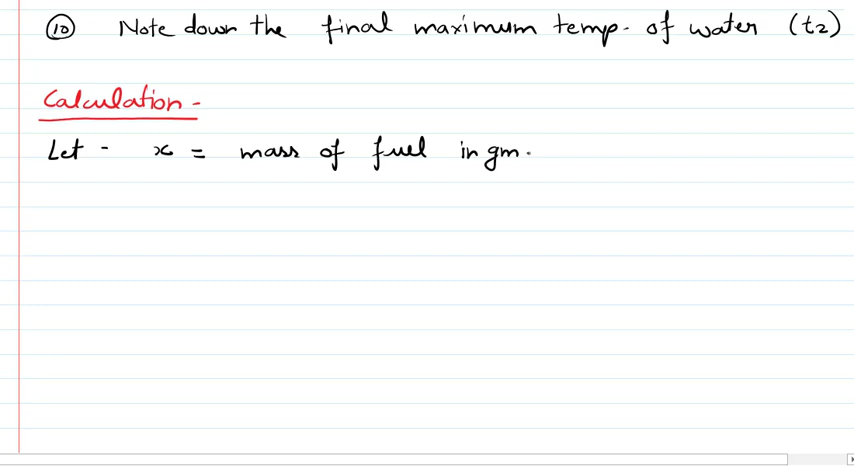 ⑩ Note down the final maximum temp. of water (t2)
Calculation -
Let - x = mass of fuel in gm.